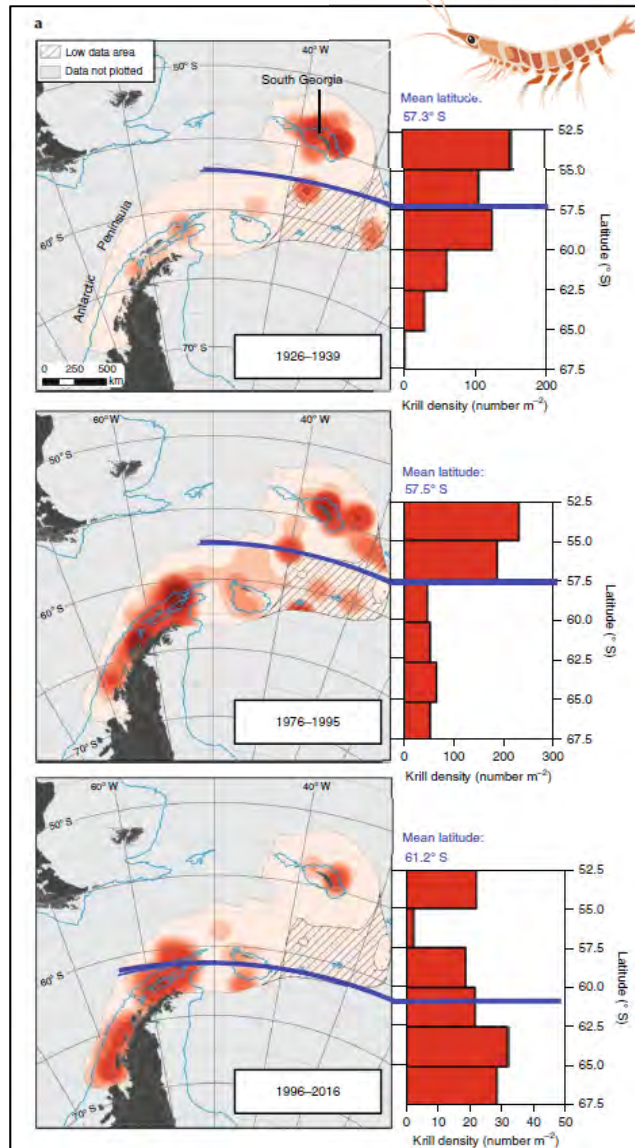 a
Low data area
Data not plotted
40° W
50° S
South Georgia
60° S
Antarctic
Peninsula
70° S
0 250 500
km
1926–1939
Mean latitude:
57.3° S
52.5
55.0
57.5
60.0
62.5
65.0
67.5
Latitude (° S)
0 100 200
Krill density (number m⁻²)
60° W
40° W
50° S
60° S
70° S
1976–1995
Mean latitude:
57.5° S
52.5
55.0
57.5
60.0
62.5
65.0
67.5
Latitude (° S)
0 100 200 300
Krill density (number m⁻²)
60° W
40° W
50° S
60° S
70° S
1996–2016
Mean latitude:
61.2° S
52.5
55.0
57.5
60.0
62.5
65.0
67.5
Latitude (° S)
0 10 20 30 40 50
Krill density (number m⁻²)